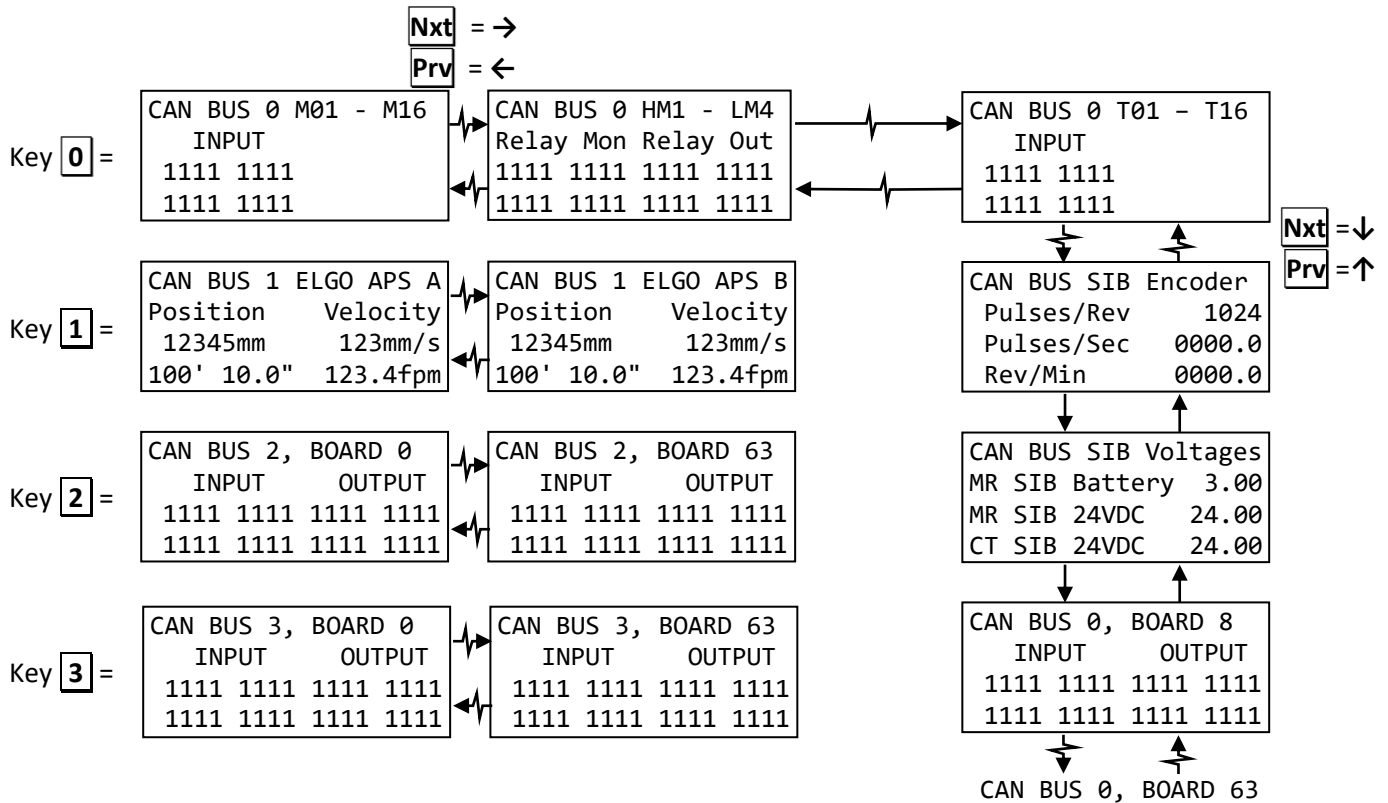 Nxt = →
Prv = ←
Key 0 =
CAN BUS 0 M01 - M16
INPUT
1111 1111
1111 1111
CAN BUS 0 HM1 - LM4
Relay Mon Relay Out
1111 1111 1111 1111
1111 1111 1111 1111
CAN BUS 0 T01 – T16
INPUT
1111 1111
1111 1111
Nxt =↓
Prv =↑
Key 1 =
CAN BUS 1 ELGO APS A
Position Velocity
12345mm 123mm/s
100' 10.0" 123.4fpm
CAN BUS 1 ELGO APS B
Position Velocity
12345mm 123mm/s
100' 10.0" 123.4fpm
CAN BUS SIB Encoder
Pulses/Rev 1024
Pulses/Sec 0000.0
Rev/Min 0000.0
Key 2 =
CAN BUS 2, BOARD 0
INPUT OUTPUT
1111 1111 1111 1111
1111 1111 1111 1111
CAN BUS 2, BOARD 63
INPUT OUTPUT
1111 1111 1111 1111
1111 1111 1111 1111
CAN BUS SIB Voltages
MR SIB Battery 3.00
MR SIB 24VDC 24.00
CT SIB 24VDC 24.00
Key 3 =
CAN BUS 3, BOARD 0
INPUT OUTPUT
1111 1111 1111 1111
1111 1111 1111 1111
CAN BUS 3, BOARD 63
INPUT OUTPUT
1111 1111 1111 1111
1111 1111 1111 1111
CAN BUS 0, BOARD 8
INPUT OUTPUT
1111 1111 1111 1111
1111 1111 1111 1111
CAN BUS 0, BOARD 63